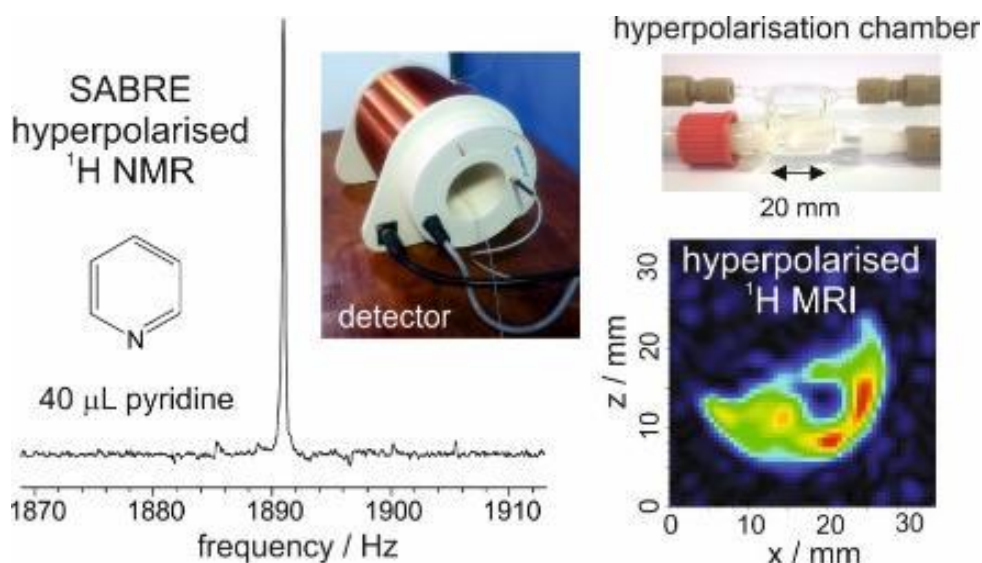 SABRE
hyperpolarised
¹H NMR
N
40 μL pyridine
1870 1880 1890 1900 1910
frequency / Hz
detector
hyperpolarisation chamber
20 mm
hyperpolarised
¹H MRI
z / mm
30
20
10
0
0 10 20 30
x / mm